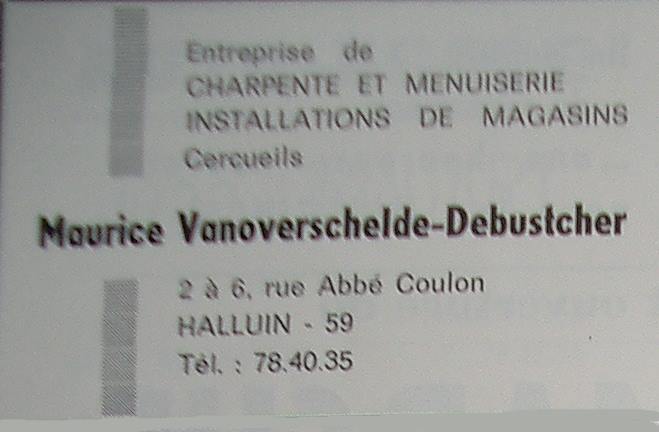 Entreprise de
CHARPENTE ET MENUISERIE
INSTALLATIONS DE MAGASINS
Cercueils
Maurice Vanoverschelde-Debustcher
2 à 6, rue Abbé Coulon
HALLUIN - 59
Tél. : 78.40.35